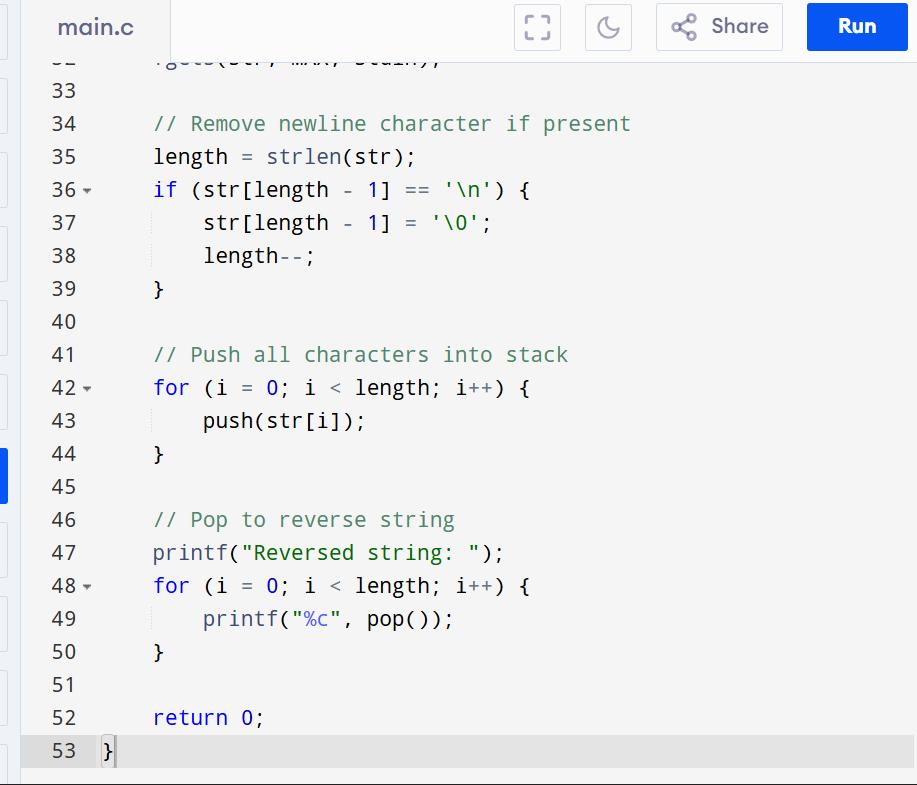 main.c
Share
Run
33
34 // Remove newline character if present
35 length = strlen(str);
36 if (str[length - 1] == '\n') {
37 str[length - 1] = '\0';
38 length--;
39 }
40
41 // Push all characters into stack
42 for (i = 0; i < length; i++) {
43 push(str[i]);
44 }
45
46 // Pop to reverse string
47 printf("Reversed string: ");
48 for (i = 0; i < length; i++) {
49 printf("%c", pop());
50 }
51
52 return 0;
53 }